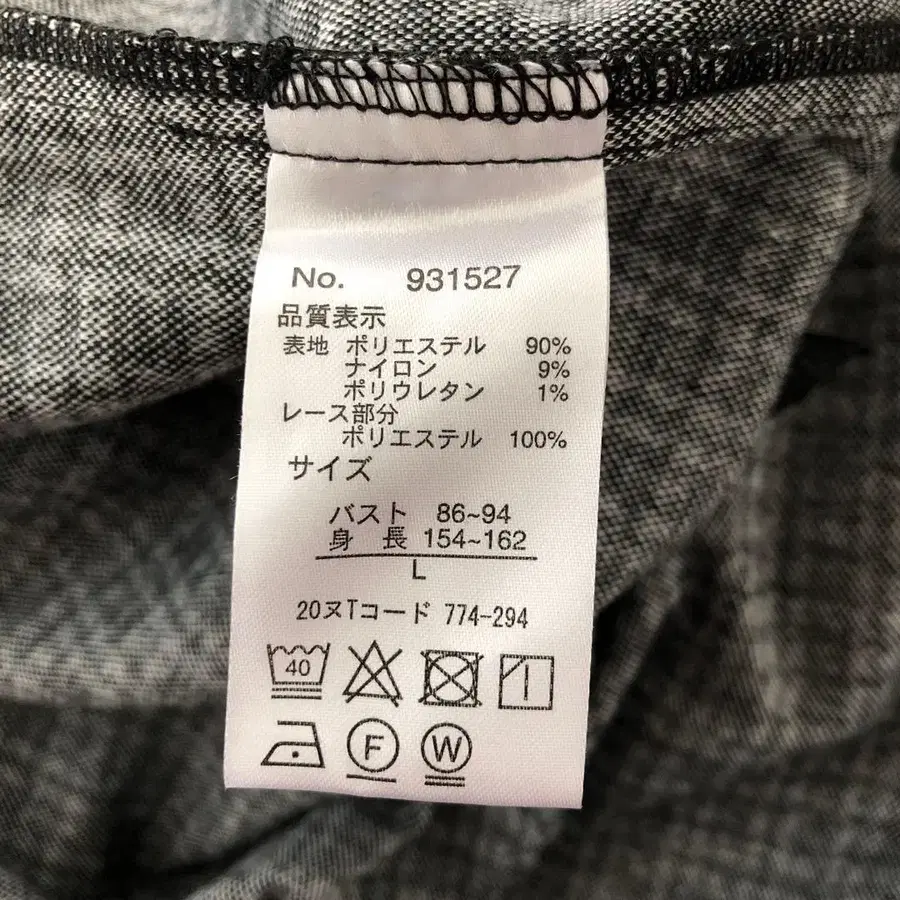 No. 931527
品質表示
表地 ポリエステル 90%
ナイロン 9%
ポリウレタン 1%
レース部分
ポリエステル 100%
サイズ
バスト 86~94
身 長 154~162
L
20ヌTコード 774-294
40
F W